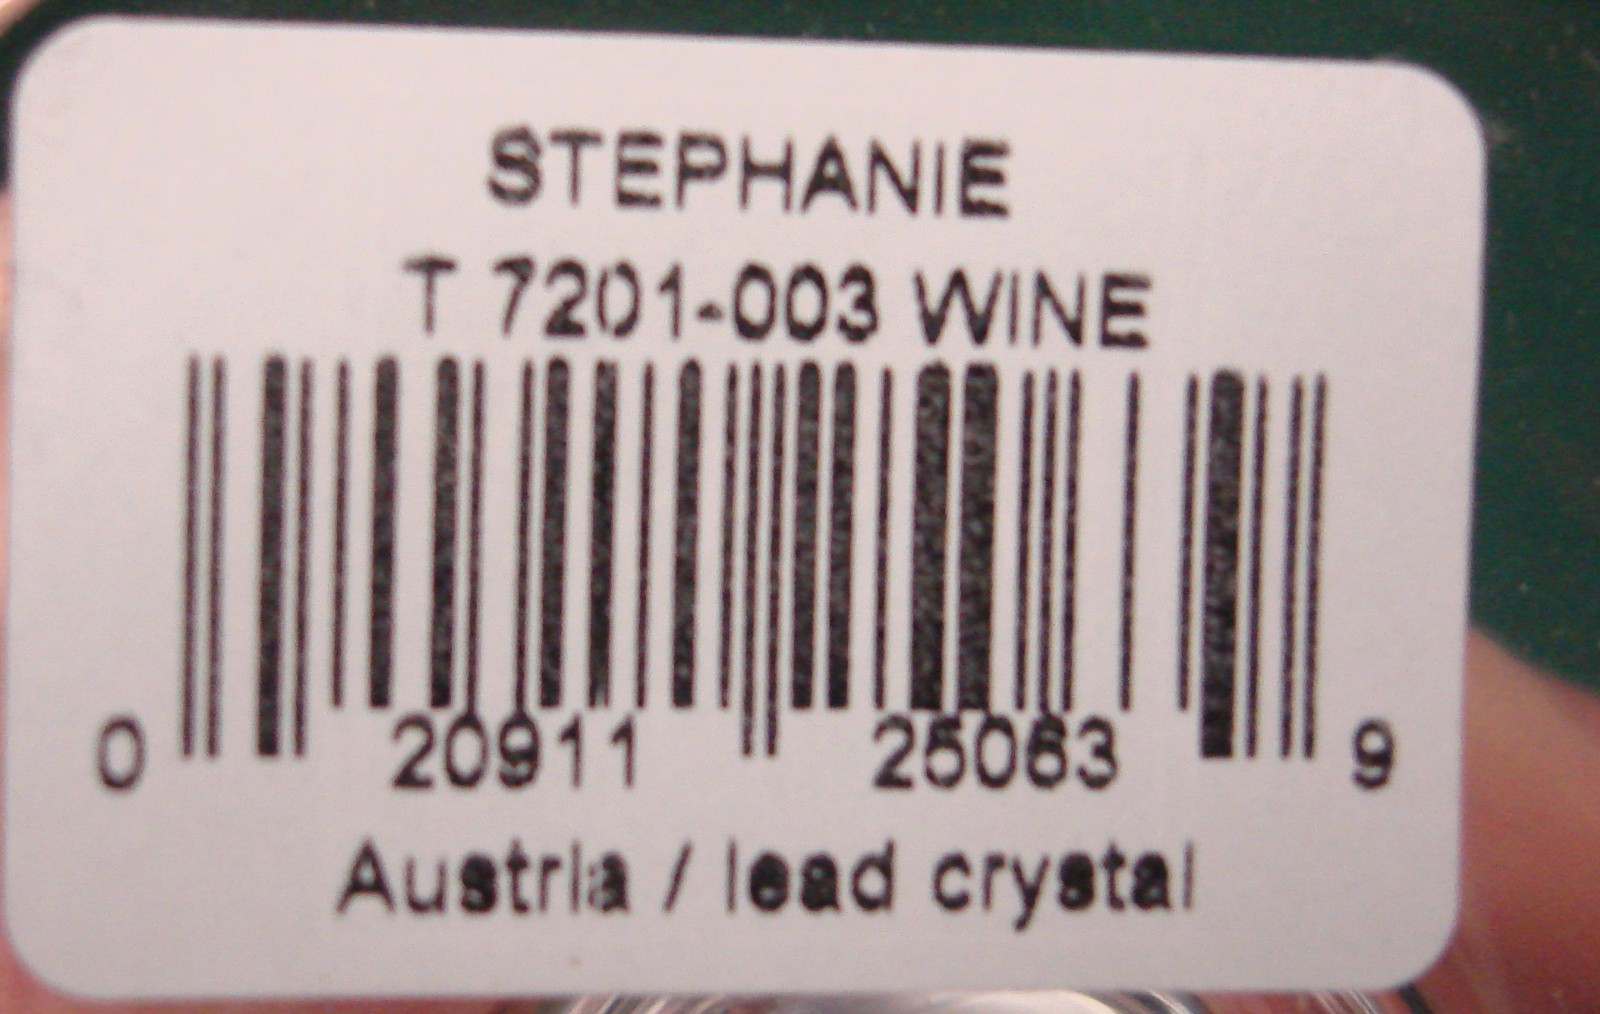 STEPHANIE
T 7201-003 WINE
0 20911 25063 9
Austria / lead crystal